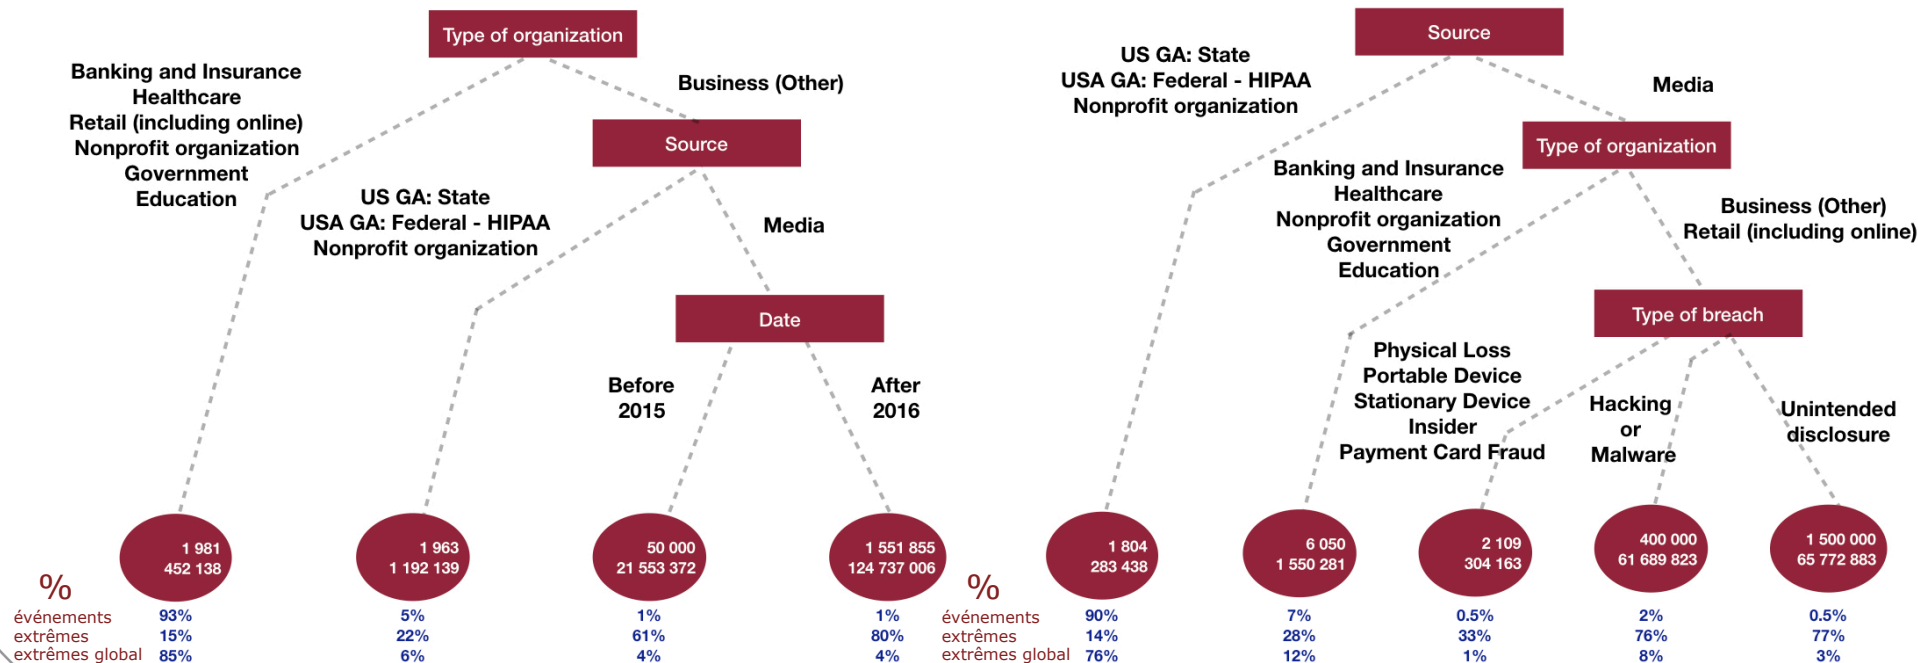 Type of organization
Banking and Insurance
Healthcare
Retail (including online)
Nonprofit organization
Government
Education
Business (Other)
Source
US GA: State
USA GA: Federal - HIPAA
Nonprofit organization
Media
Date
Before
2015
After
2016
1 981
452 138
1 963
1 192 139
50 000
21 553 372
1 551 855
124 737 006
%
événements 93% 5% 1% 1%
extrêmes 15% 22% 61% 80%
extrêmes global 85% 6% 4% 4%
Source
US GA: State
USA GA: Federal - HIPAA
Nonprofit organization
Media
Type of organization
Banking and Insurance
Healthcare
Nonprofit organization
Government
Education
Business (Other)
Retail (including online)
Type of breach
Physical Loss
Portable Device
Stationary Device
Insider
Payment Card Fraud
Hacking
or
Malware
Unintended
disclosure
1 804
283 438
6 050
1 550 281
2 109
304 163
400 000
61 689 823
1 500 000
65 772 883
%
événements 90% 7% 0.5% 2% 0.5%
extrêmes 14% 28% 33% 76% 77%
extrêmes global 76% 12% 1% 8% 3%